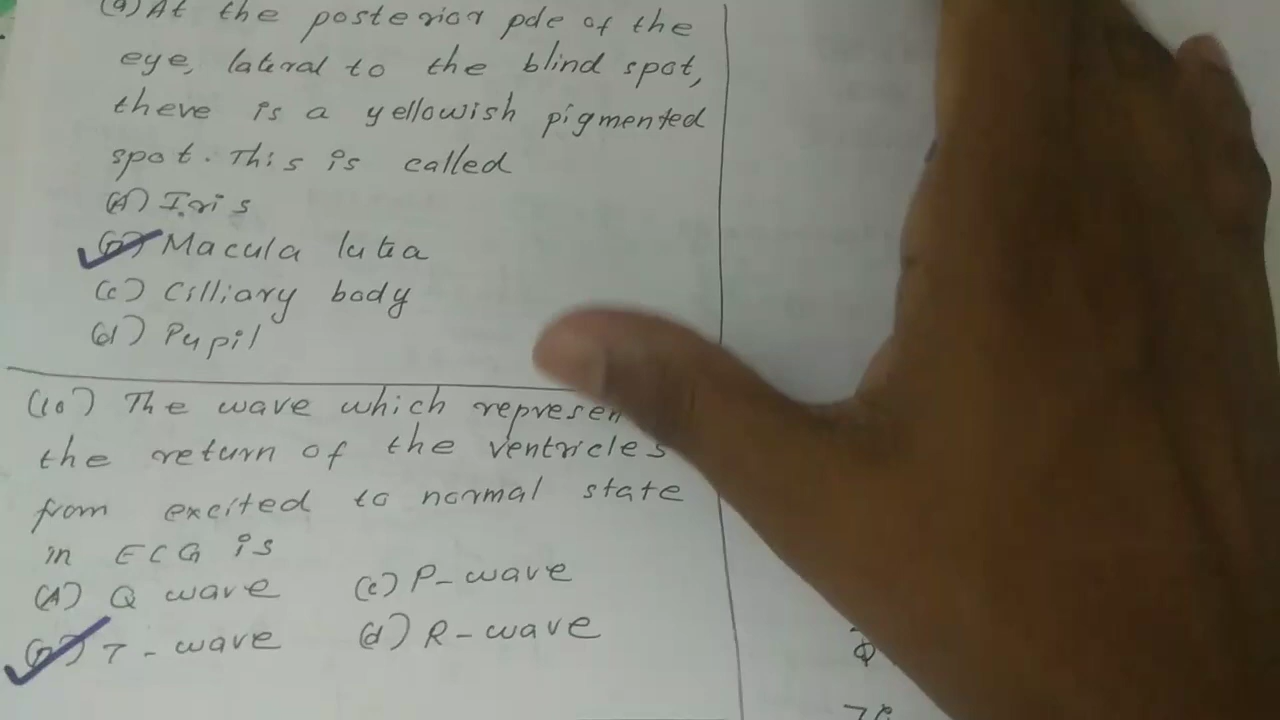 (9) At the posterior pole of the
eye, lateral to the blind spot,
there is a yellowish pigmented
spot. This is called
(A) Iris
(B) Macula lutea
(C) Cilliary body
(d) Pupil
(10) The wave which
the return of the ventricles
from excited to normal state
in ECG is
(A) Q wave (C) P-wave
(B) T-wave (d) R-wave